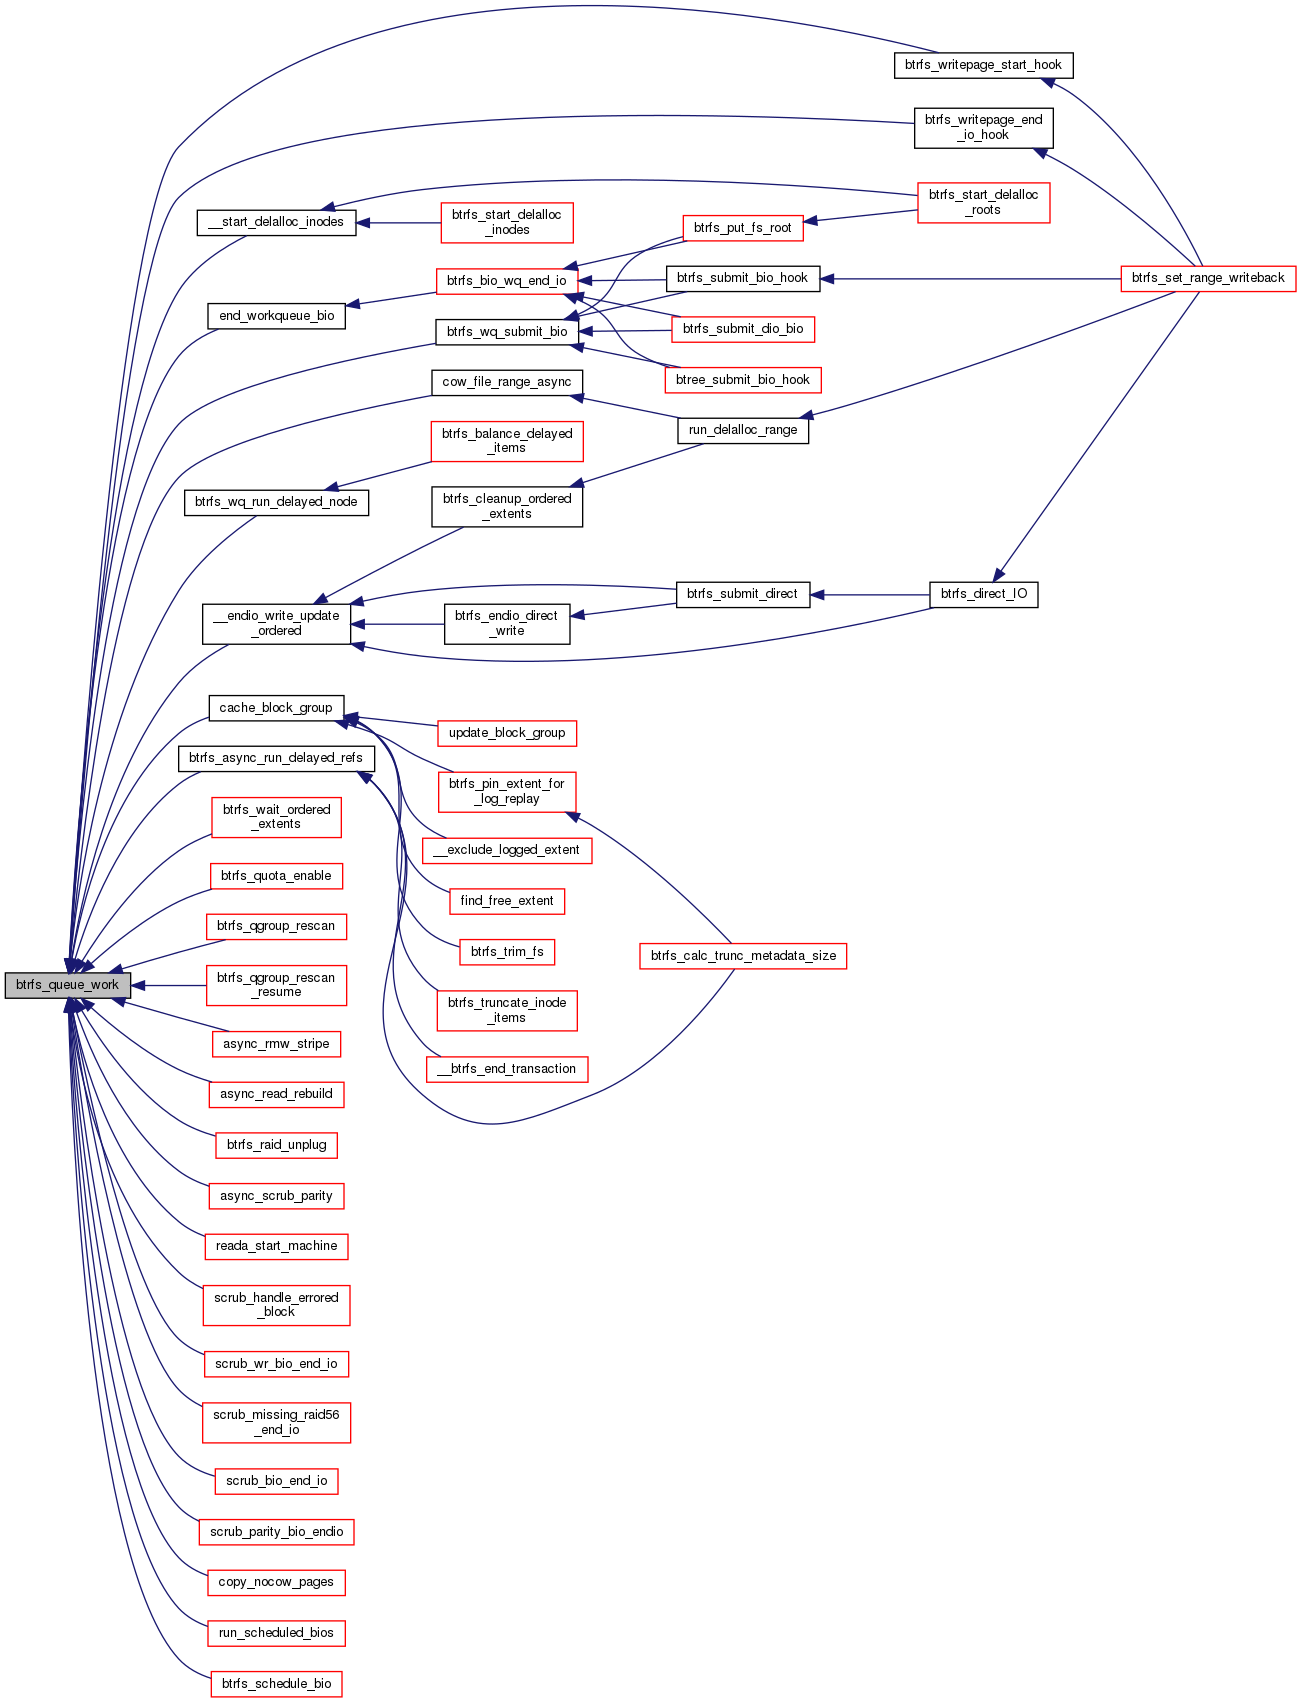 btrfs_writepage_start_hook
btrfs_writepage_end
_io_hook
btrfs_start_delalloc
_roots
__start_delalloc_inodes
btrfs_start_delalloc
_inodes
btrfs_put_fs_root
btrfs_bio_wq_end_io
btrfs_submit_bio_hook
btrfs_set_range_writeback
end_workqueue_bio
btrfs_wq_submit_bio
btrfs_submit_dio_bio
cow_file_range_async
btree_submit_bio_hook
run_delalloc_range
btrfs_balance_delayed
_items
btrfs_wq_run_delayed_node
btrfs_cleanup_ordered
_extents
btrfs_submit_direct
btrfs_direct_IO
__endio_write_update
_ordered
btrfs_endio_direct
_write
cache_block_group
update_block_group
btrfs_async_run_delayed_refs
btrfs_pin_extent_for
_log_replay
btrfs_wait_ordered
_extents
__exclude_logged_extent
btrfs_quota_enable
find_free_extent
btrfs_qgroup_rescan
btrfs_trim_fs
btrfs_calc_trunc_metadata_size
btrfs_queue_work
btrfs_qgroup_rescan
_resume
btrfs_truncate_inode
_items
async_rmw_stripe
__btrfs_end_transaction
async_read_rebuild
btrfs_raid_unplug
async_scrub_parity
reada_start_machine
scrub_handle_errored
_block
scrub_wr_bio_end_io
scrub_missing_raid56
_end_io
scrub_bio_end_io
scrub_parity_bio_endio
copy_nocow_pages
run_scheduled_bios
btrfs_schedule_bio